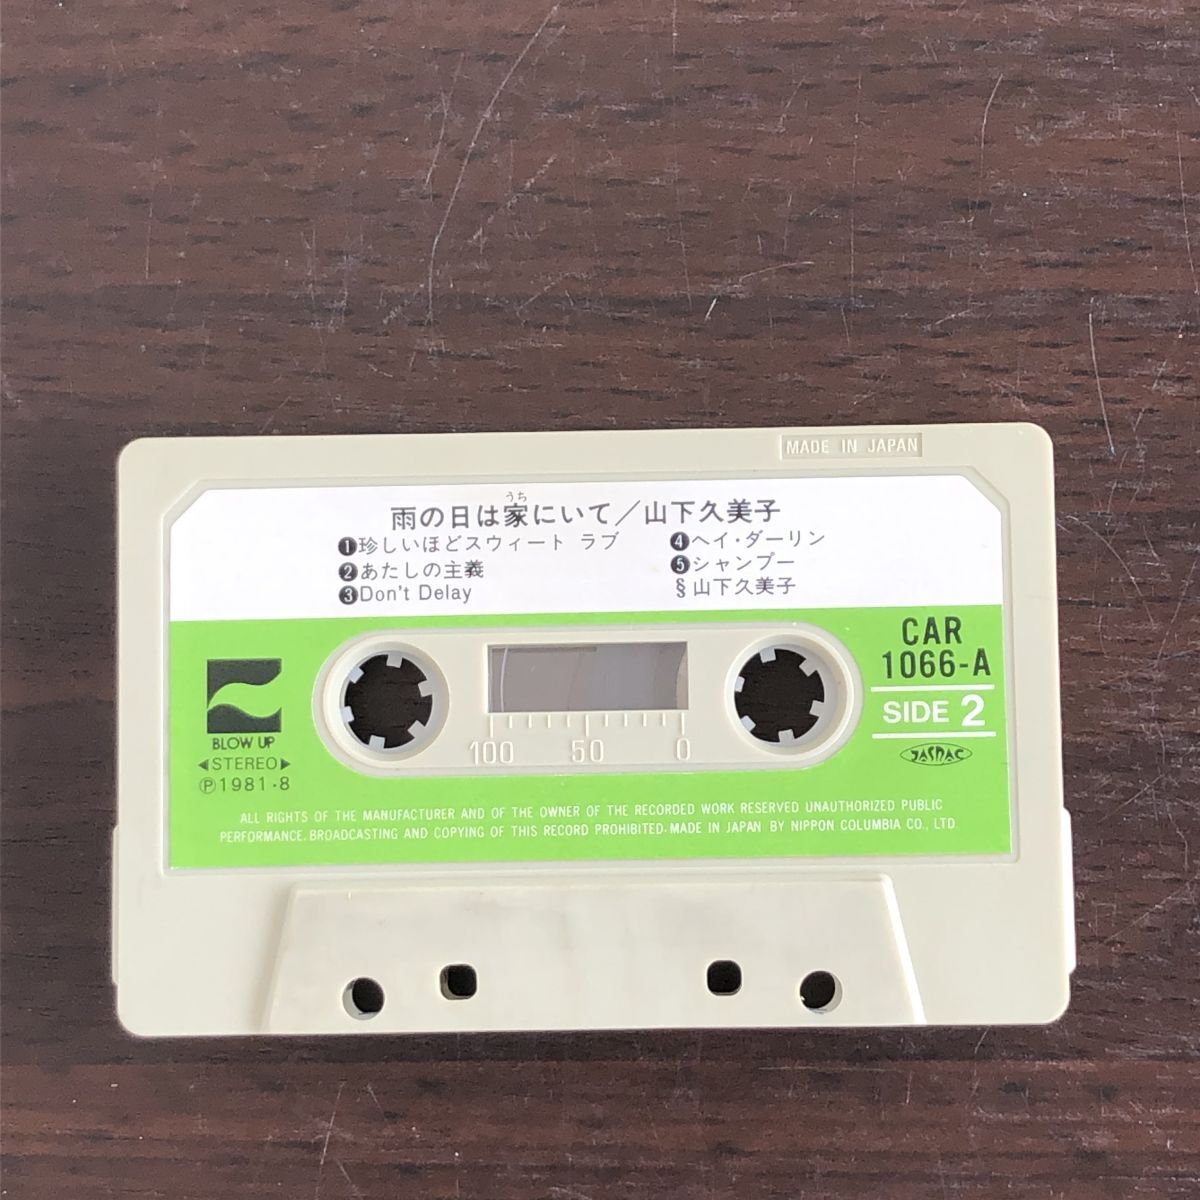 MADE IN JAPAN
うち
雨の日は家にいて／山下久美子
❶珍しいほどスウィート ラブ
❷あたしの主義
❸Don't Delay
❹ヘイ・ダーリン
❺シャンプー
§山下久美子
CAR
1066-A
SIDE 2
JASRAC
BLOW UP
◀STEREO▶
Ⓟ1981・8
100 50 0
ALL RIGHTS OF THE MANUFACTURER AND OF THE OWNER OF THE RECORDED WORK RESERVED UNAUTHORIZED PUBLIC
PERFORMANCE. BROADCASTING AND COPYING OF THIS RECORD PROHIBITED. MADE IN JAPAN BY NIPPON COLUMBIA CO., LTD.